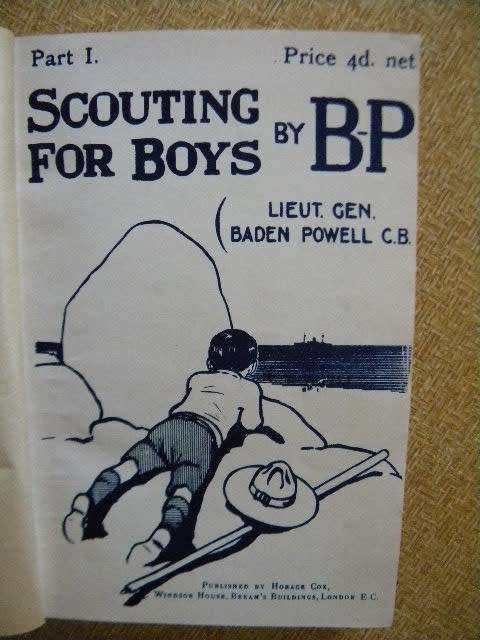 Part I.
Price 4d. net
SCOUTING
FOR BOYS
BY B-P
(LIEUT. GEN.
BADEN POWELL C.B.
PUBLISHED BY HORACE COX,
WINDSOR HOUSE, BREAM'S BUILDINGS, LONDON E.C.